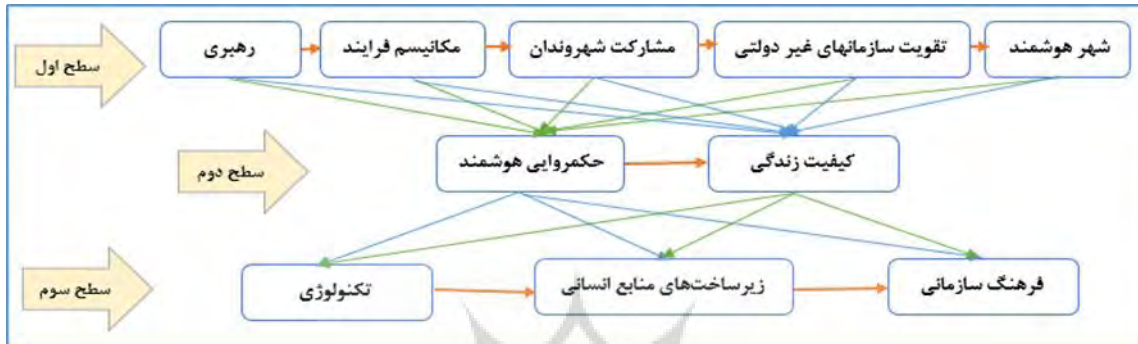 سطح اول
رهبری
مکانیسم فرایند
مشارکت شهروندان
تقویت سازمانهای غیر دولتی
شهر هوشمند
سطح دوم
حکمروایی هوشمند
کیفیت زندگی
سطح سوم
تکنولوژی
زیرساخت‌های منابع انسانی
فرهنگ سازمانی